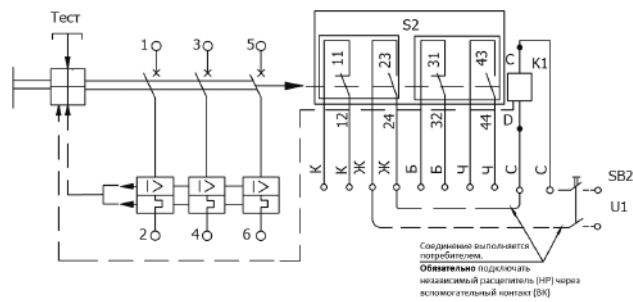 Тест
S2
1 3 5
11 23 31 43
C K1
D
12 24 32 44
К К Ж Ж Б Б Ч Ч С С
SB2
U1
I> I> I>
2 4 6
Соединение выполняется
потребителем.
Обязательно подключать
независимый расцепитель (НР) через
вспомогательный контакт (ВК)